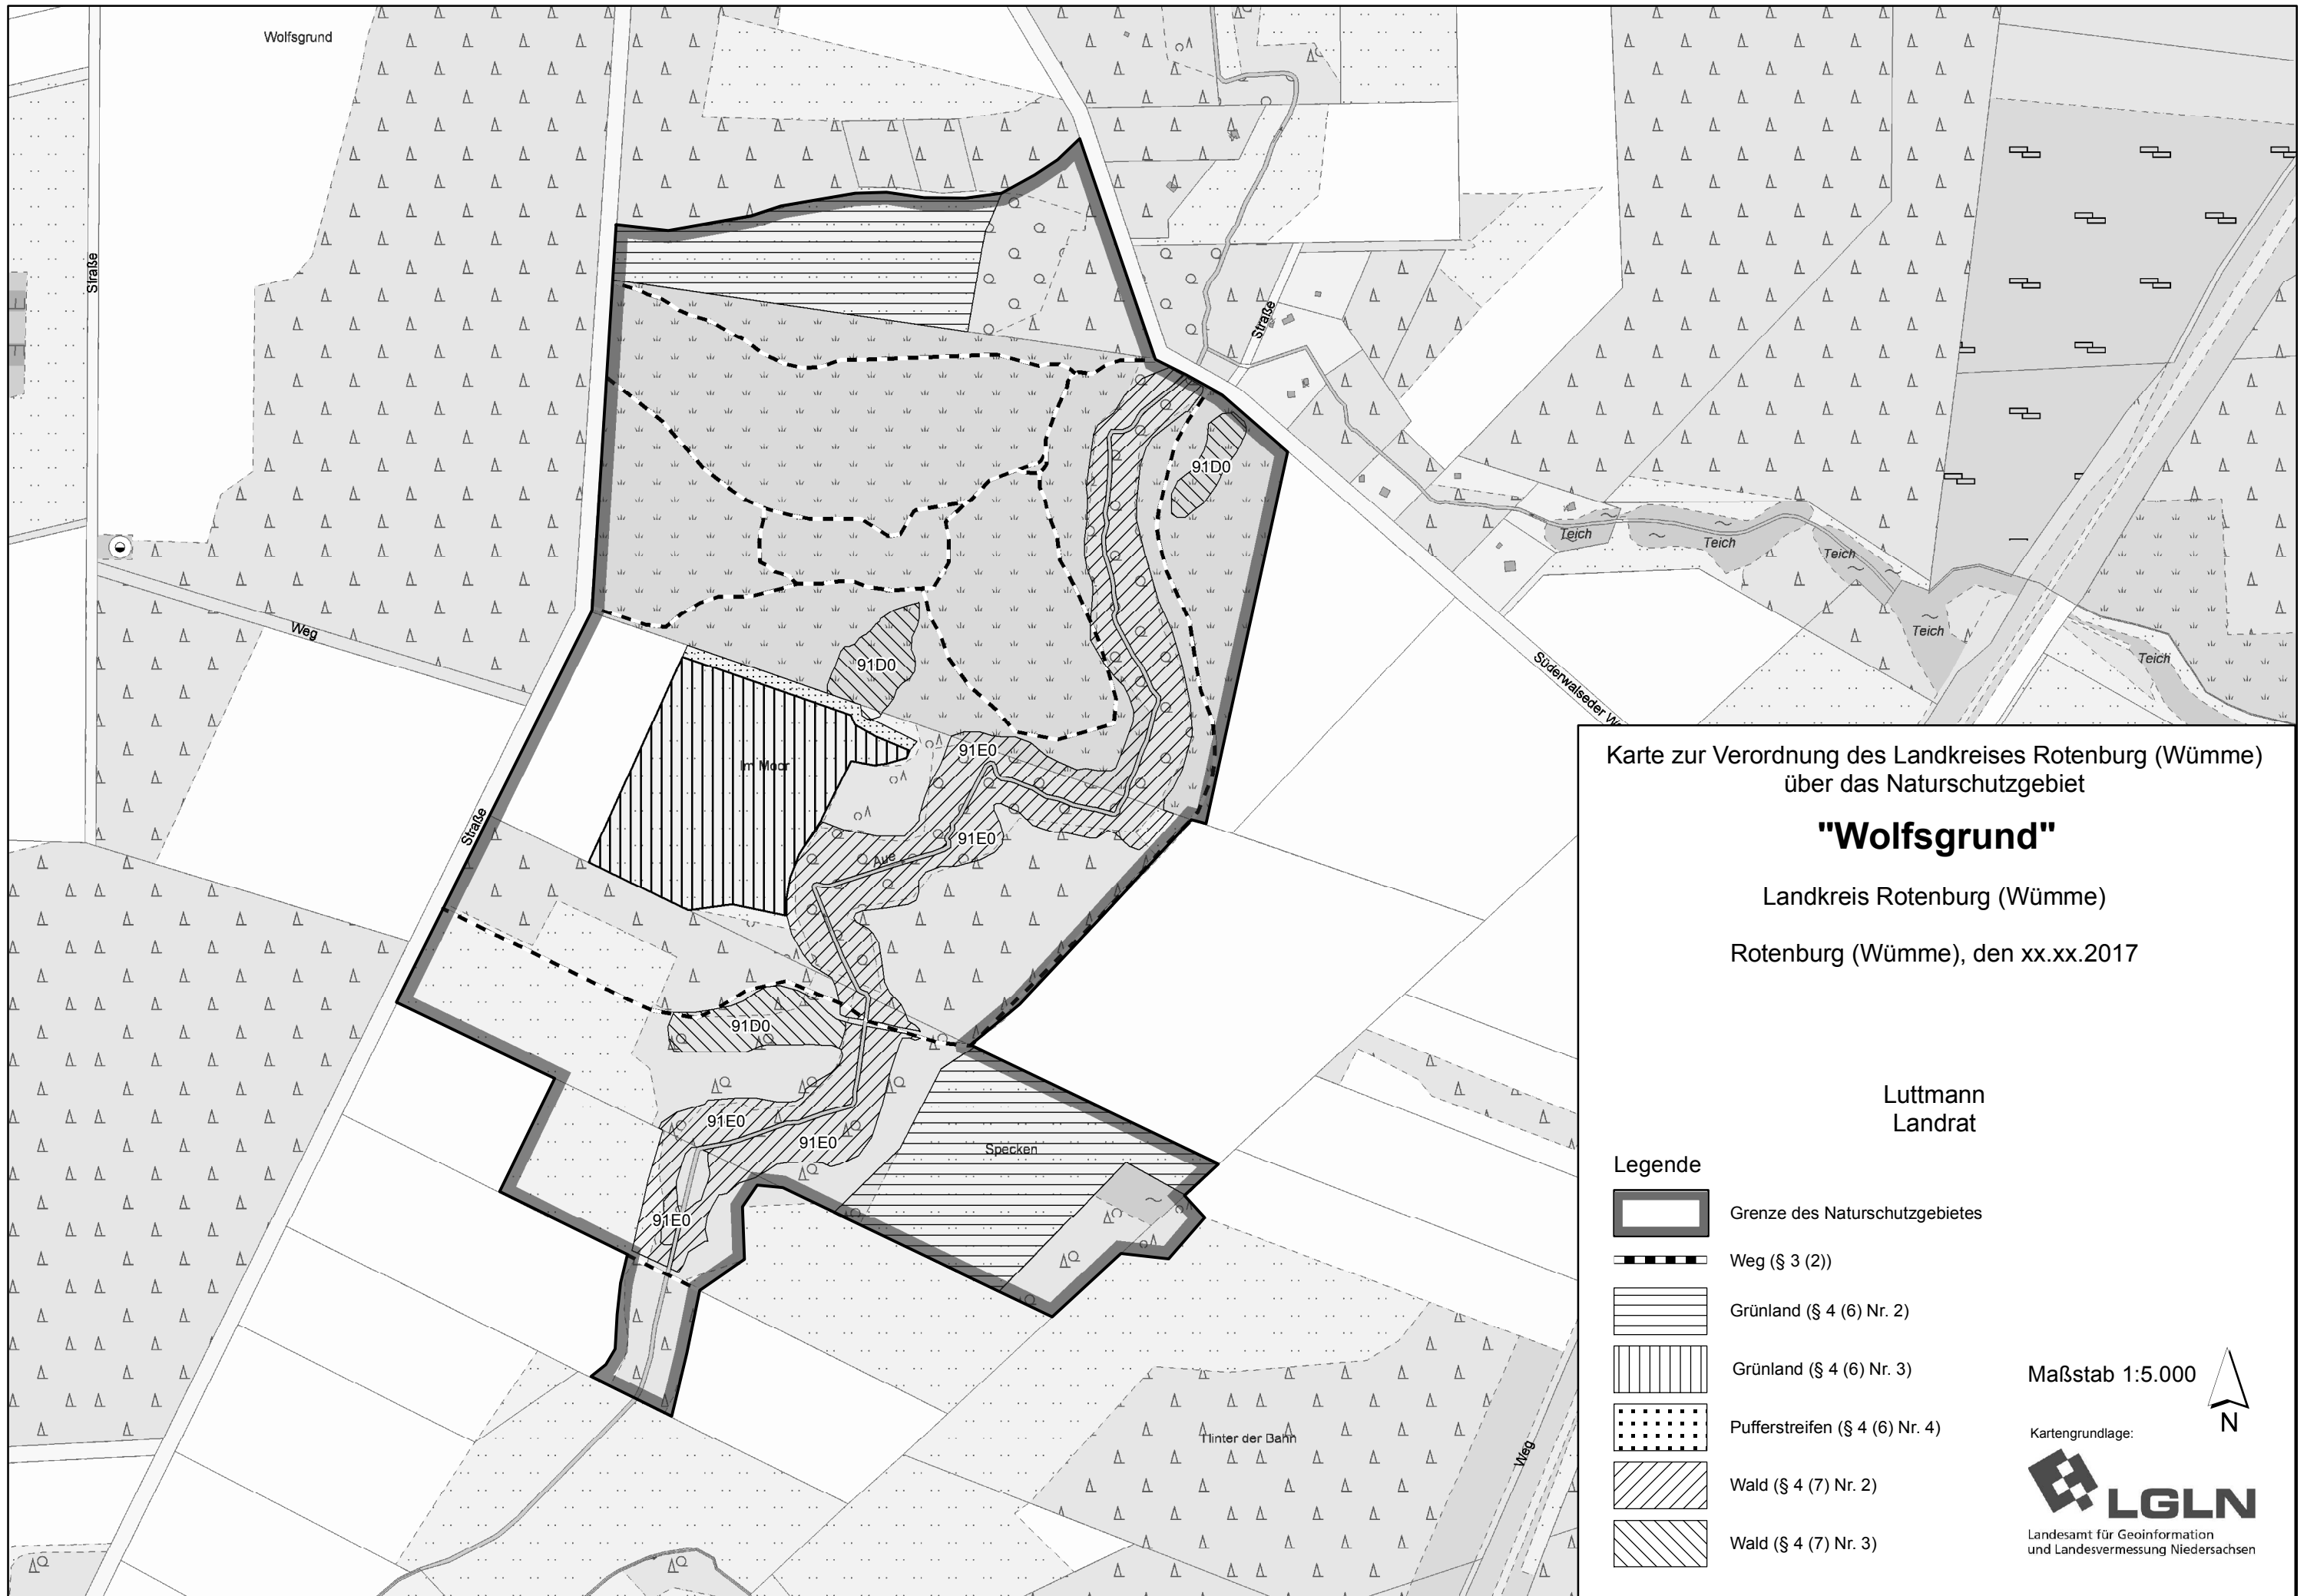 Wolfsgrund
Straße
Straße
Weg
91D0
Teich
Teich
Teich
Teich
Teich
Süderwalseder
91D0
91E0
Im Moor
91E0
Straße
Aue
91D0
91E0
91E0
Specken
91E0
Hinter der Bahn
Weg
Karte zur Verordnung des Landkreises Rotenburg (Wümme)
über das Naturschutzgebiet
"Wolfsgrund"
Landkreis Rotenburg (Wümme)
Rotenburg (Wümme), den xx.xx.2017
Luttmann
Landrat
Legende
Grenze des Naturschutzgebietes
Weg (§ 3 (2))
Grünland (§ 4 (6) Nr. 2)
Grünland (§ 4 (6) Nr. 3)
Pufferstreifen (§ 4 (6) Nr. 4)
Wald (§ 4 (7) Nr. 2)
Wald (§ 4 (7) Nr. 3)
Maßstab 1:5.000
N
Kartengrundlage:
LGLN
Landesamt für Geoinformation
und Landesvermessung Niedersachsen